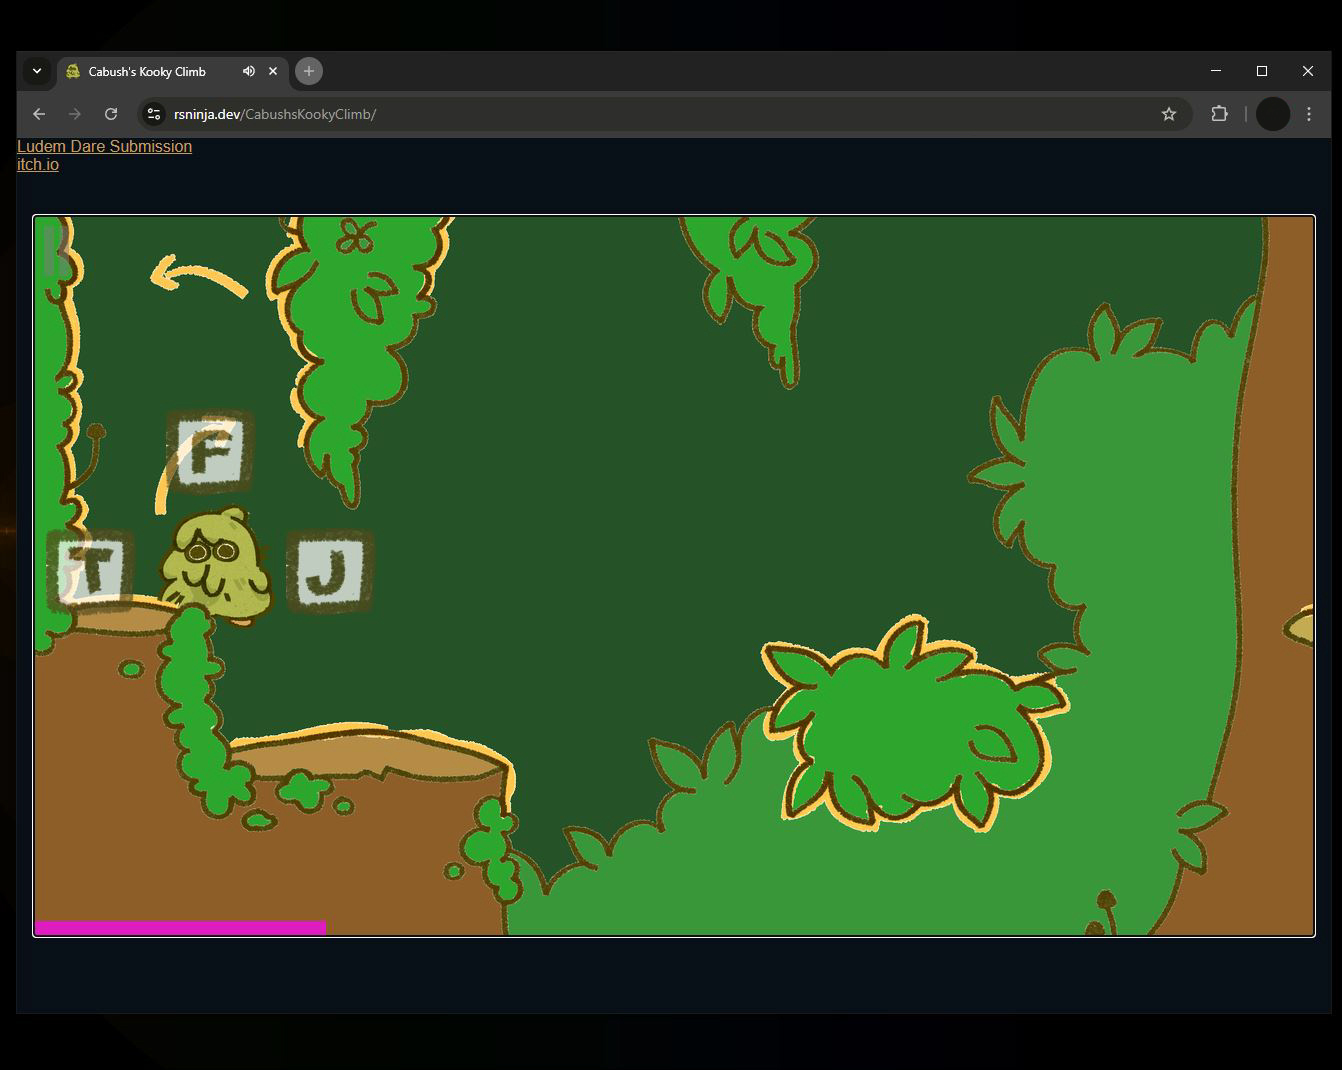 Cabush's Kooky Climb
rsninja.dev/CabushsKookyClimb/
Ludem Dare Submission
itch.io
F
T
J